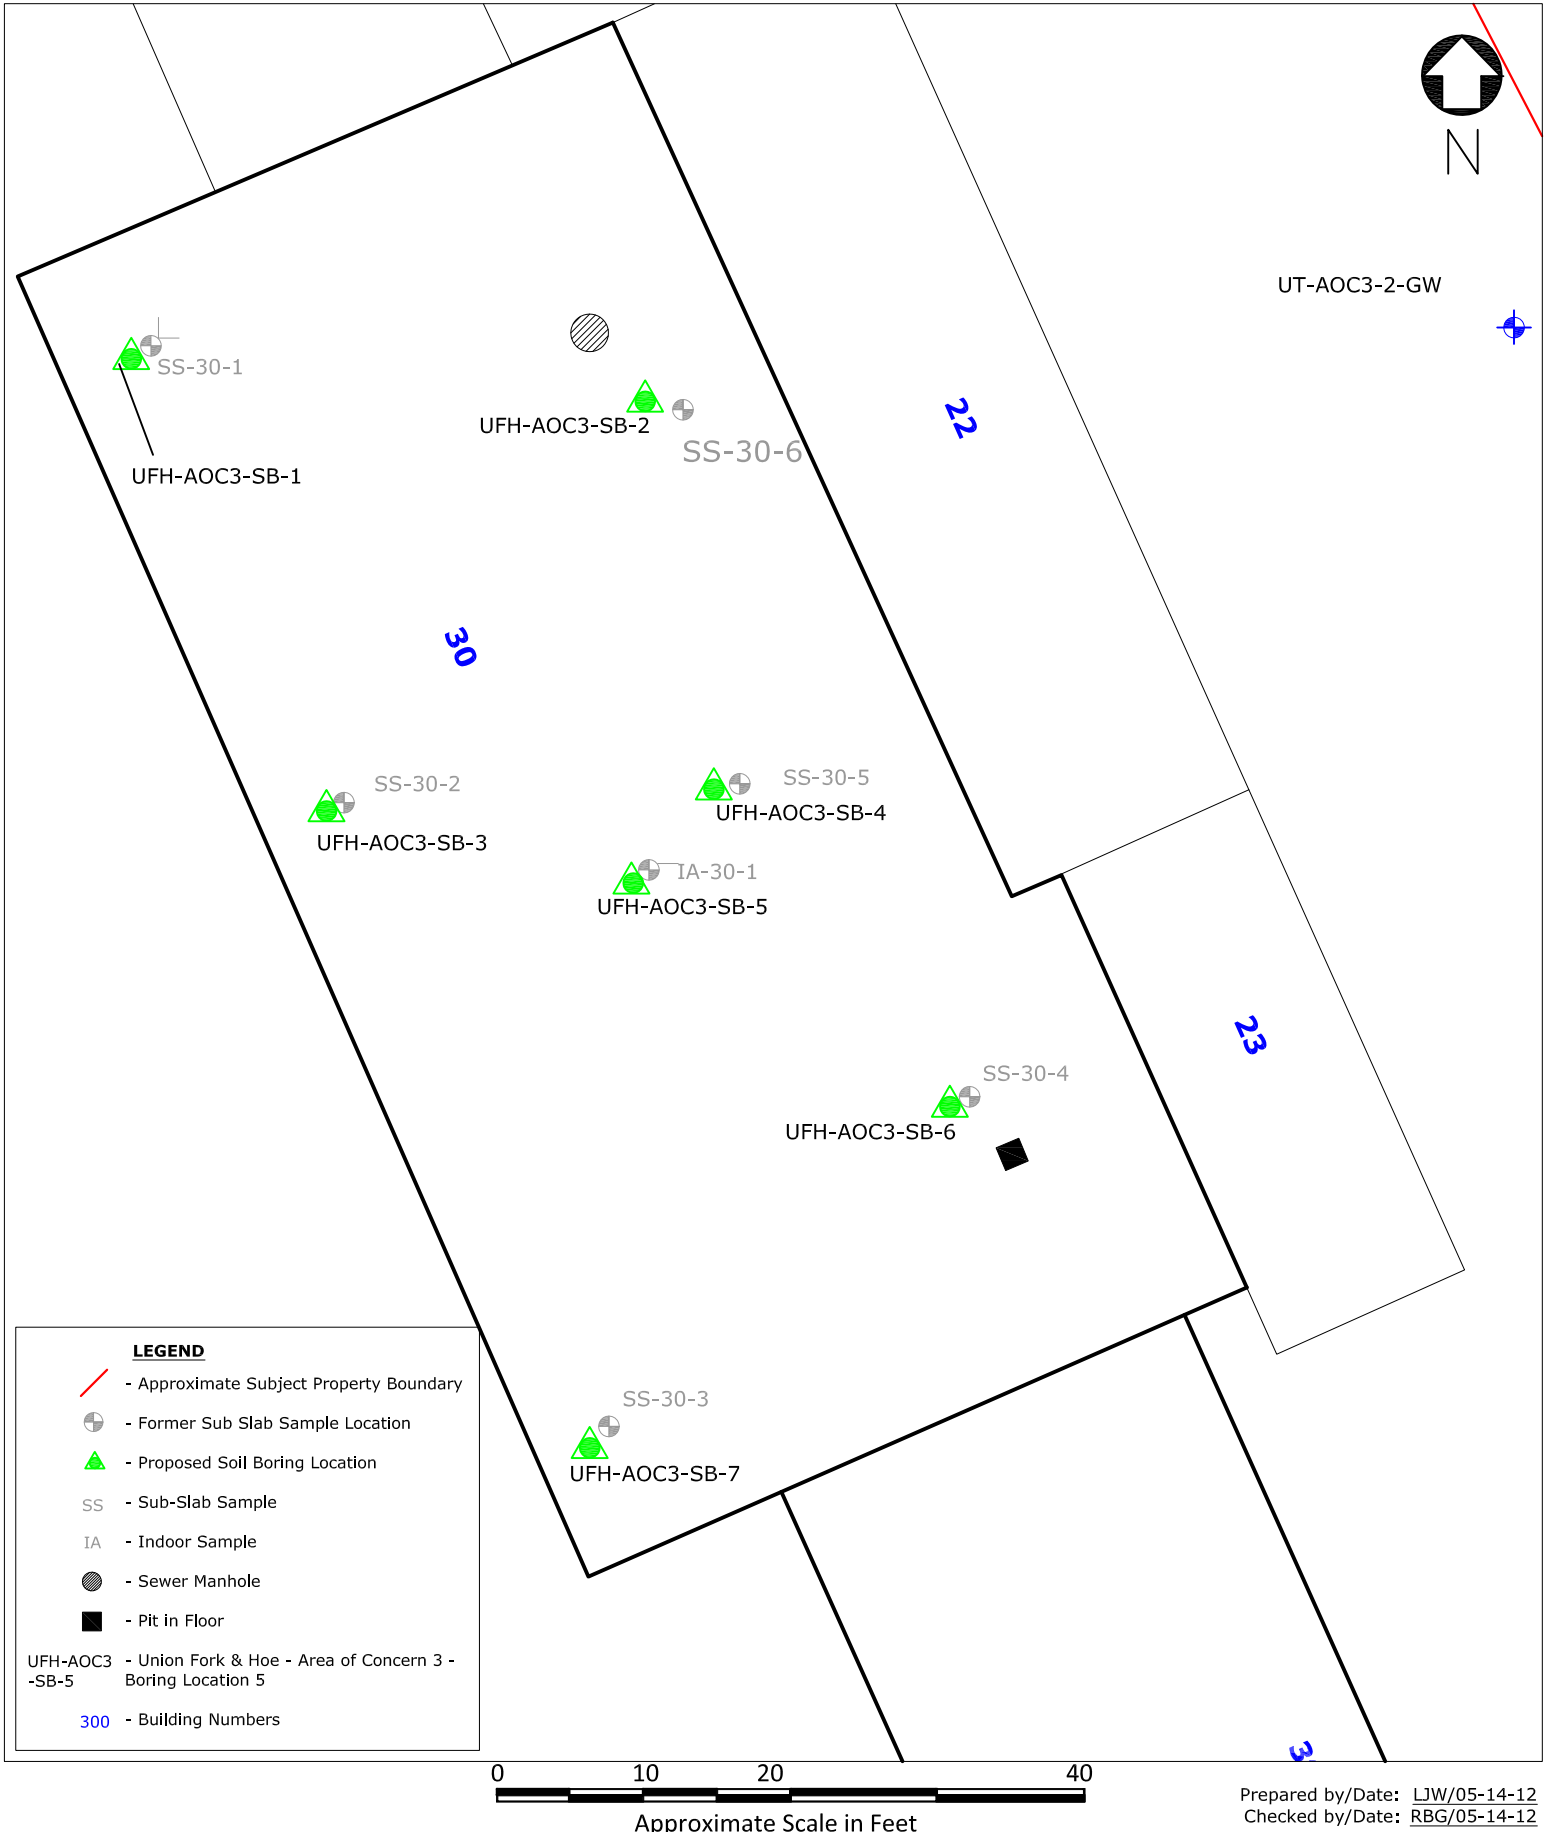 N
UT-AOC3-2-GW
SS-30-1
UFH-AOC3-SB-1
UFH-AOC3-SB-2
SS-30-6
22
30
SS-30-2
UFH-AOC3-SB-3
SS-30-5
UFH-AOC3-SB-4
IA-30-1
UFH-AOC3-SB-5
23
SS-30-4
UFH-AOC3-SB-6
SS-30-3
UFH-AOC3-SB-7
LEGEND
- Approximate Subject Property Boundary
- Former Sub Slab Sample Location
- Proposed Soil Boring Location
SS - Sub-Slab Sample
IA - Indoor Sample
- Sewer Manhole
- Pit in Floor
UFH-AOC3 - Union Fork & Hoe - Area of Concern 3 -
-SB-5 Boring Location 5
300 - Building Numbers
0 10 20 40
Approximate Scale in Feet
Prepared by/Date: LJW/05-14-12
Checked by/Date: RBG/05-14-12